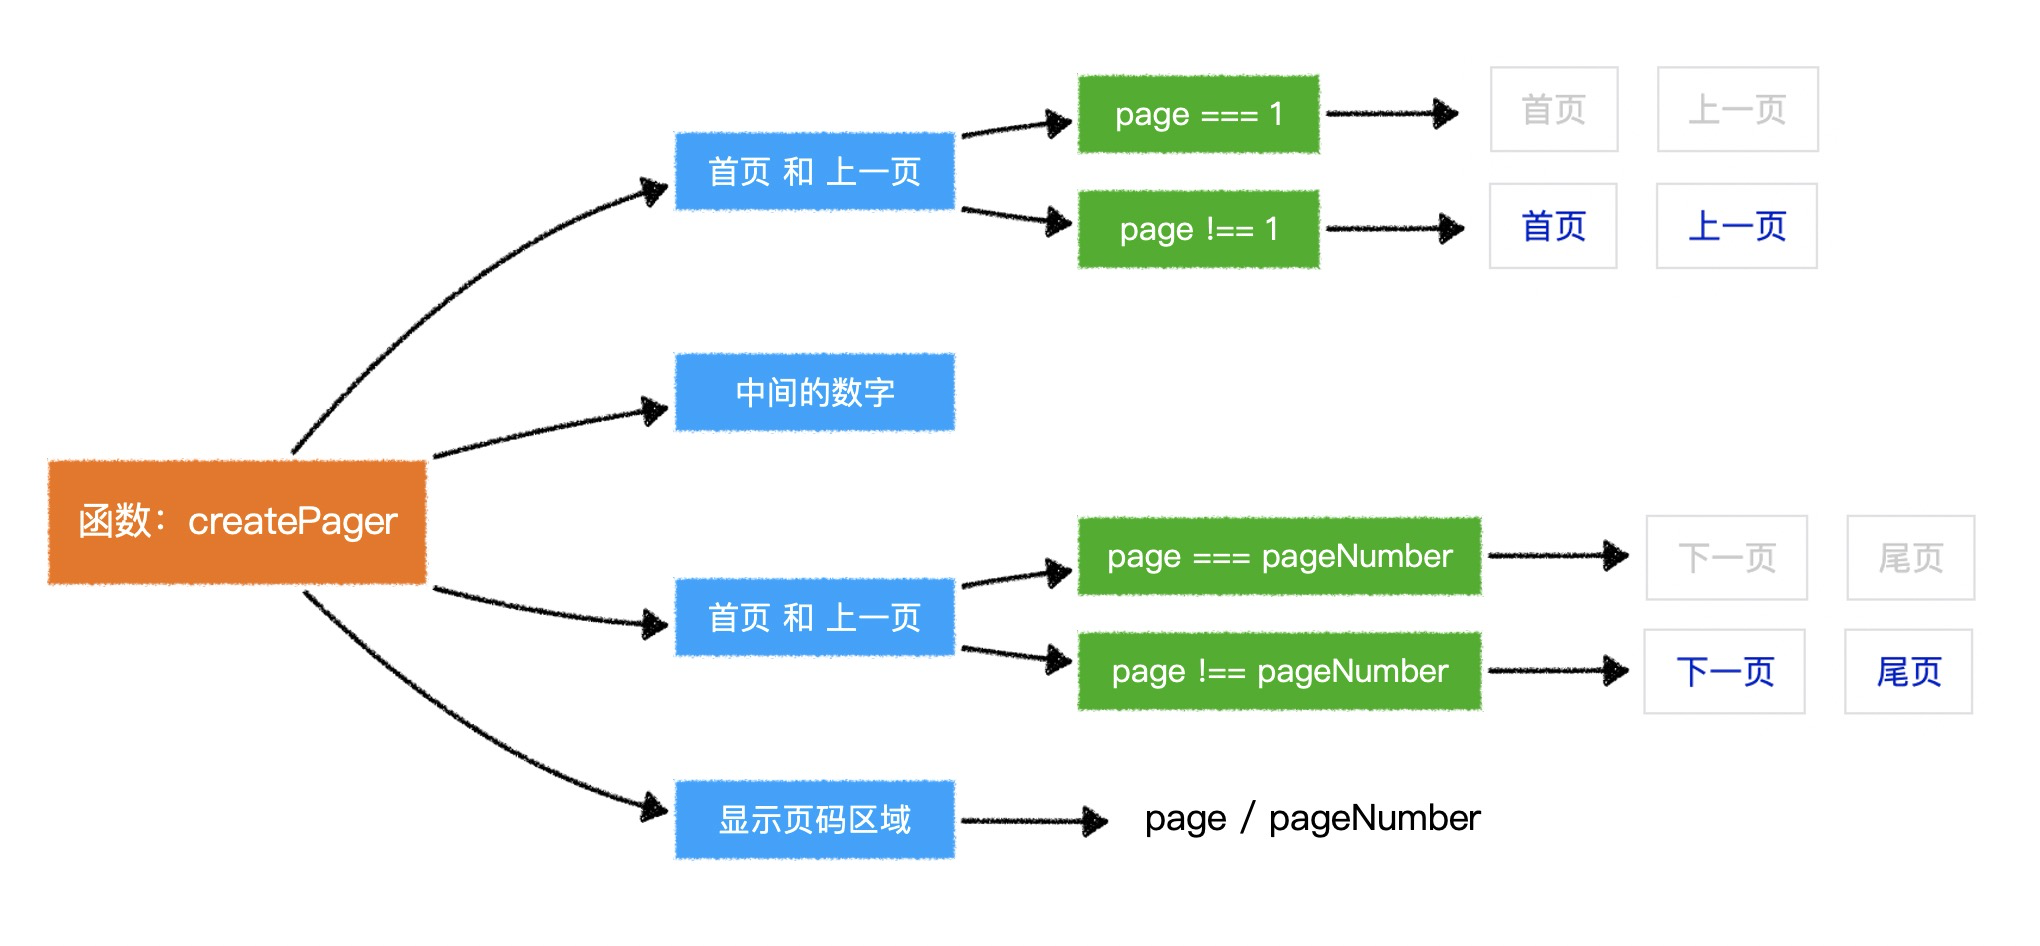 函数：createPager
首页 和 上一页
page === 1
首页
上一页
page !== 1
首页
上一页
中间的数字
首页 和 上一页
page === pageNumber
下一页
尾页
page !== pageNumber
下一页
尾页
显示页码区域
page / pageNumber